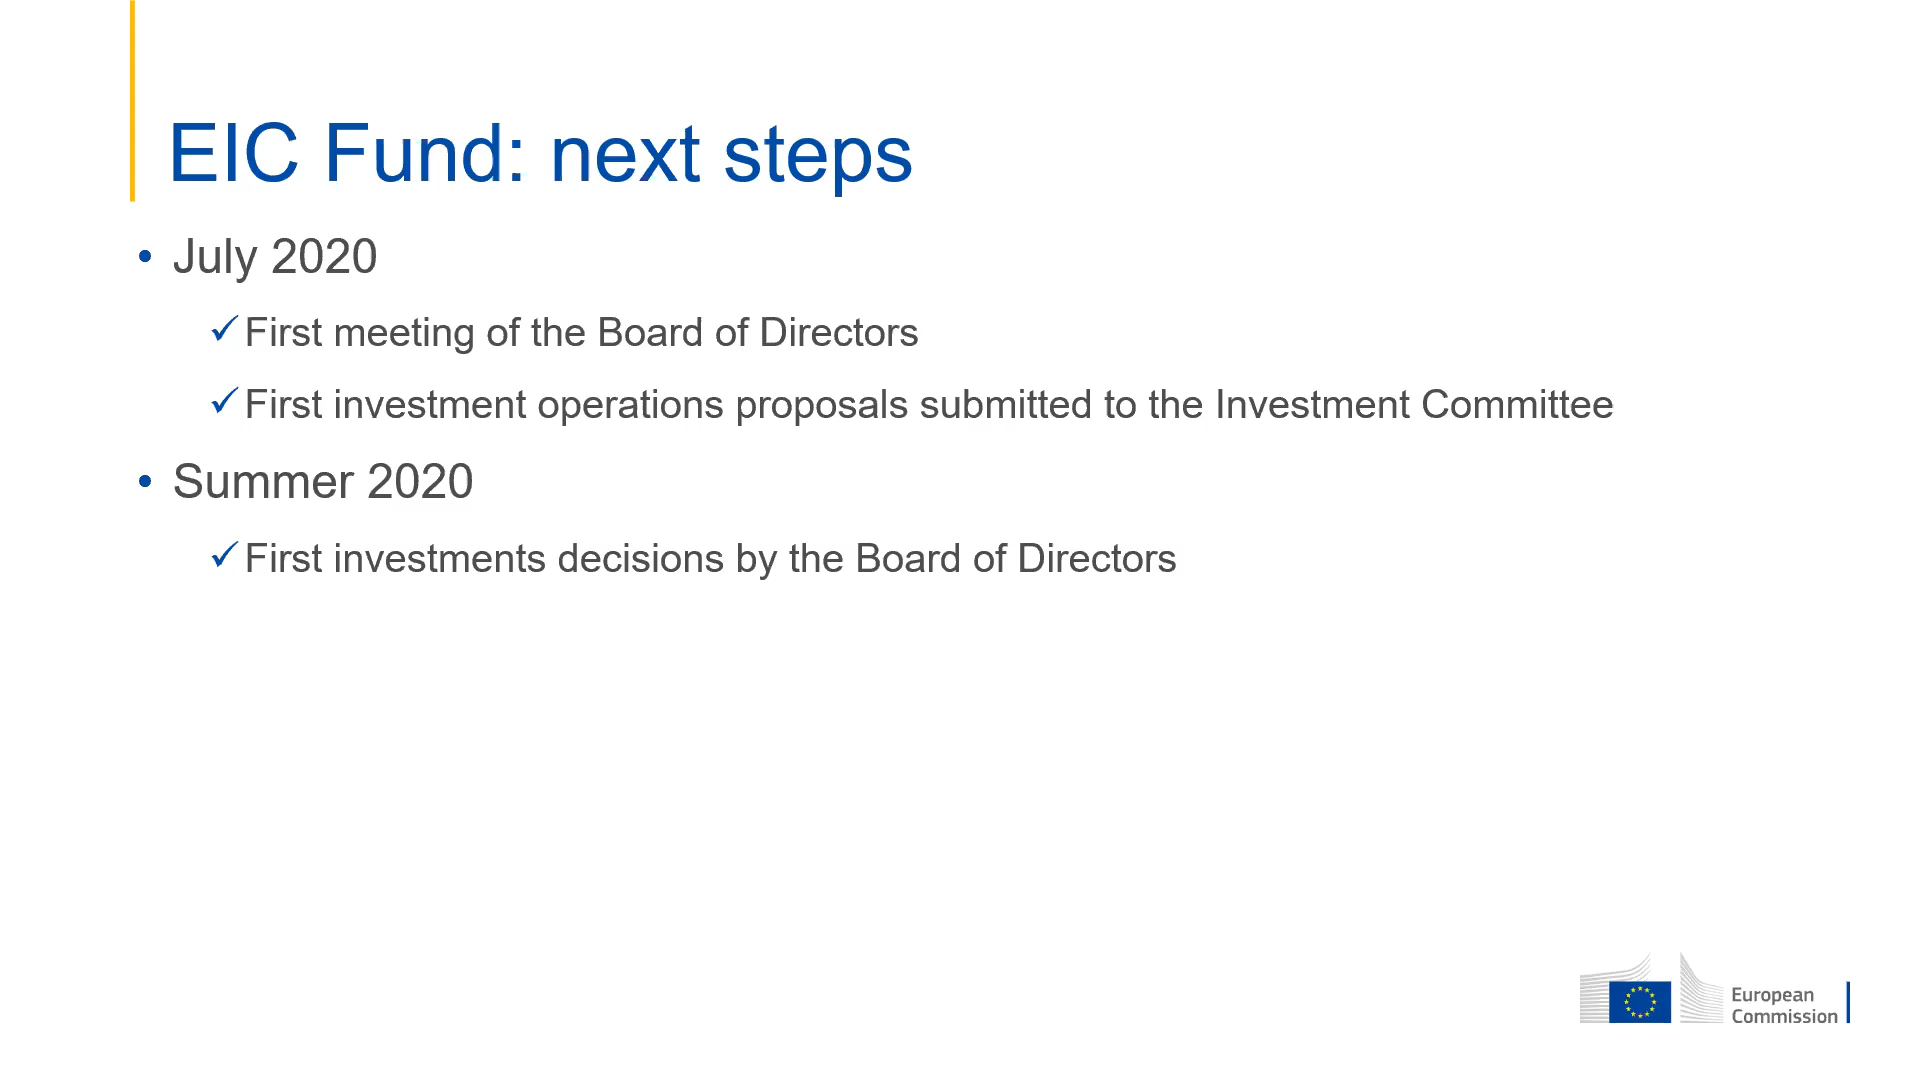 EIC Fund: next steps
• July 2020
✓ First meeting of the Board of Directors
✓ First investment operations proposals submitted to the Investment Committee
• Summer 2020
✓ First investments decisions by the Board of Directors
European
Commission